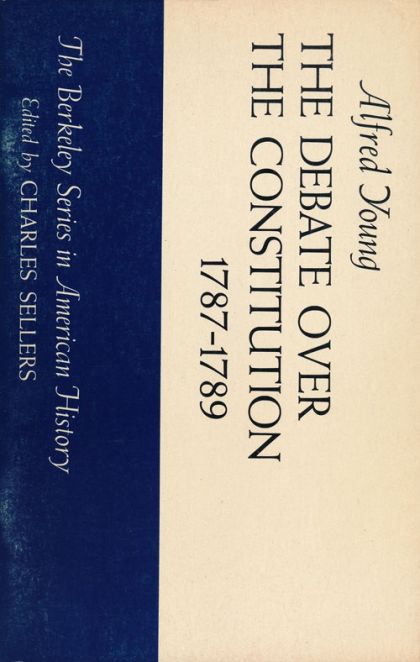 Alfred Young
THE DEBATE OVER
THE CONSTITUTION
1787-1789
The Berkeley Series in American History
Edited by CHARLES SELLERS